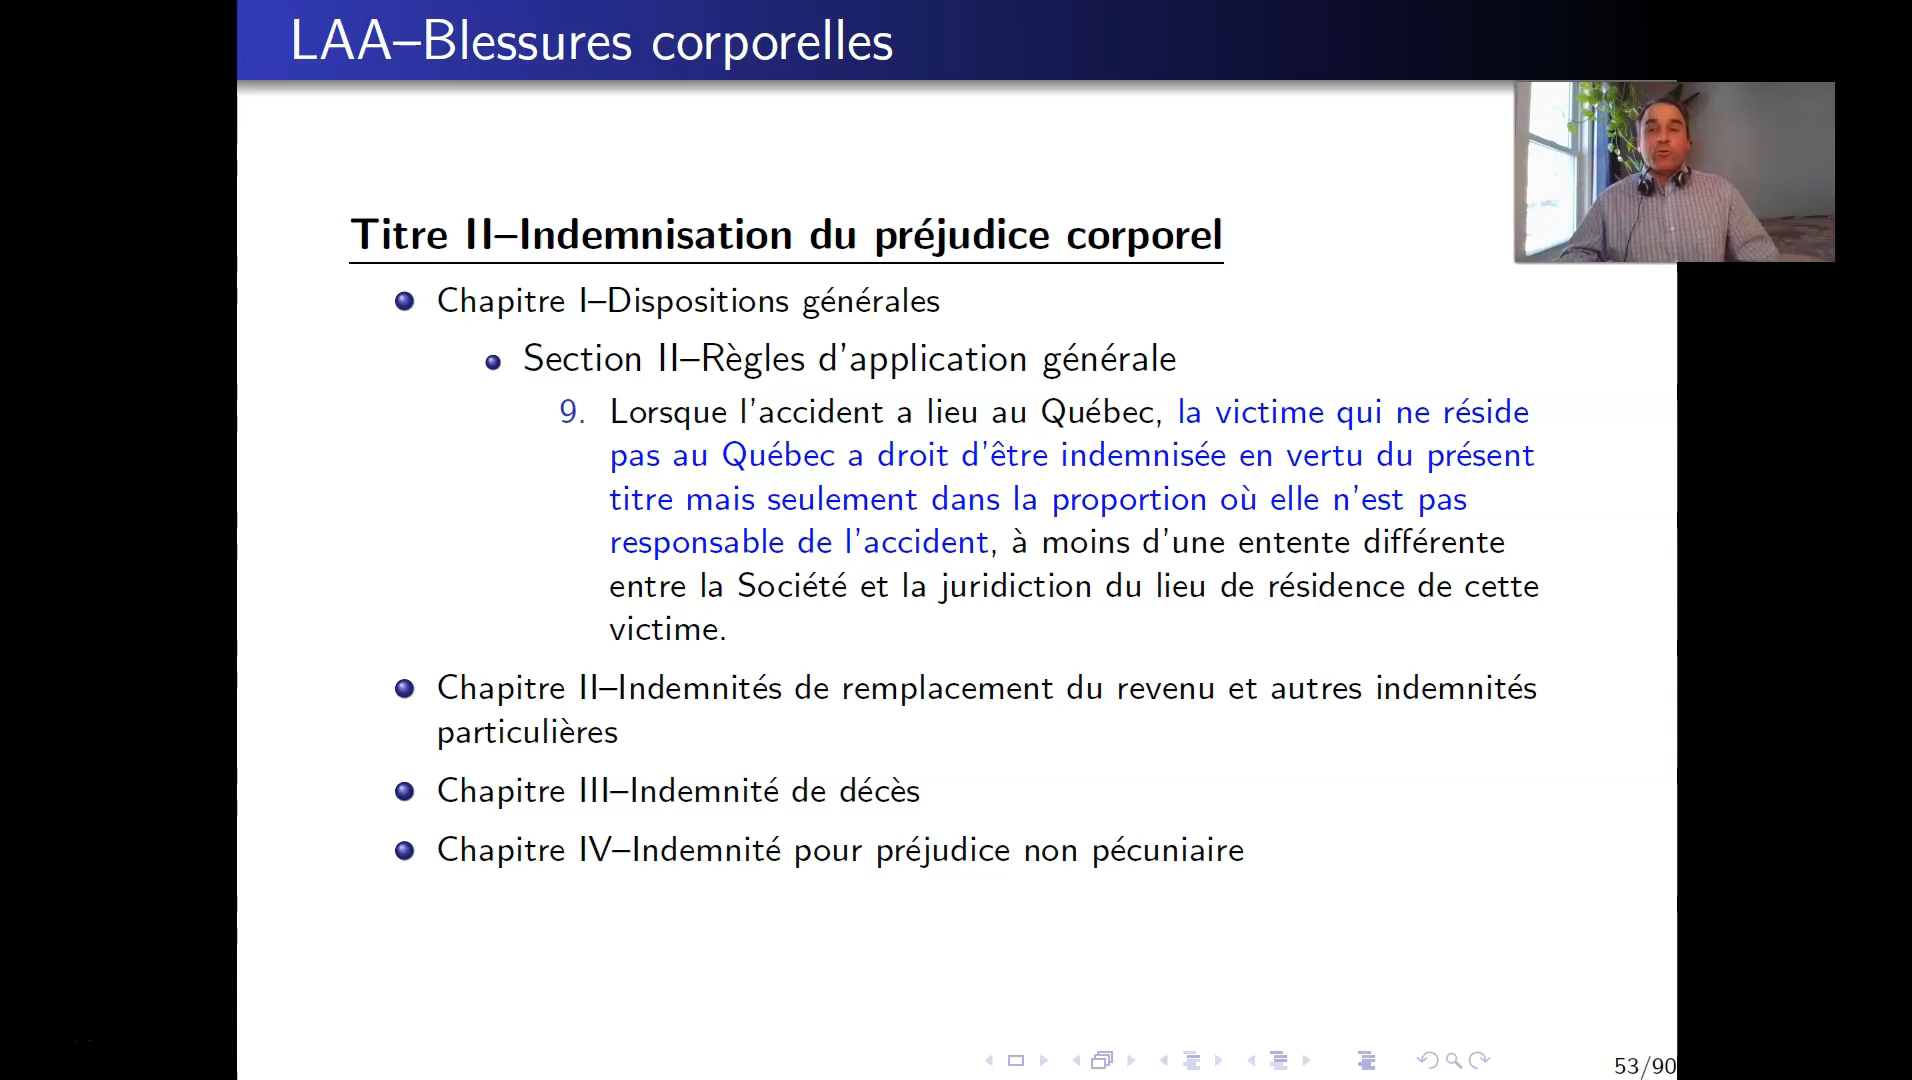 LAA–Blessures corporelles
Titre II–Indemnisation du préjudice corporel
Chapitre I–Dispositions générales
Section II–Règles d'application générale
9. Lorsque l'accident a lieu au Québec, la victime qui ne réside
pas au Québec a droit d'être indemnisée en vertu du présent
titre mais seulement dans la proportion où elle n'est pas
responsable de l'accident, à moins d'une entente différente
entre la Société et la juridiction du lieu de résidence de cette
victime.
Chapitre II–Indemnités de remplacement du revenu et autres indemnités
particulières
Chapitre III–Indemnité de décès
Chapitre IV–Indemnité pour préjudice non pécuniaire
53/90